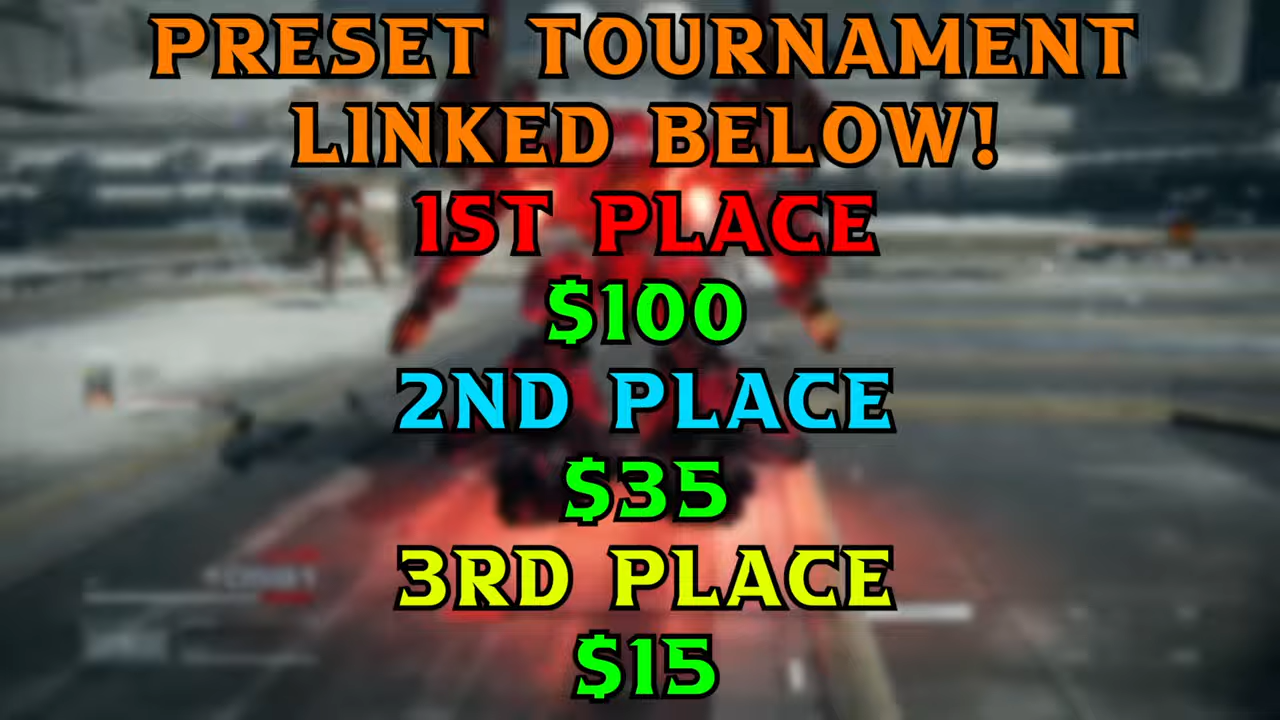 PRESET TOURNAMENT
LINKED BELOW!
1ST PLACE
$100
2ND PLACE
$35
3RD PLACE
$15